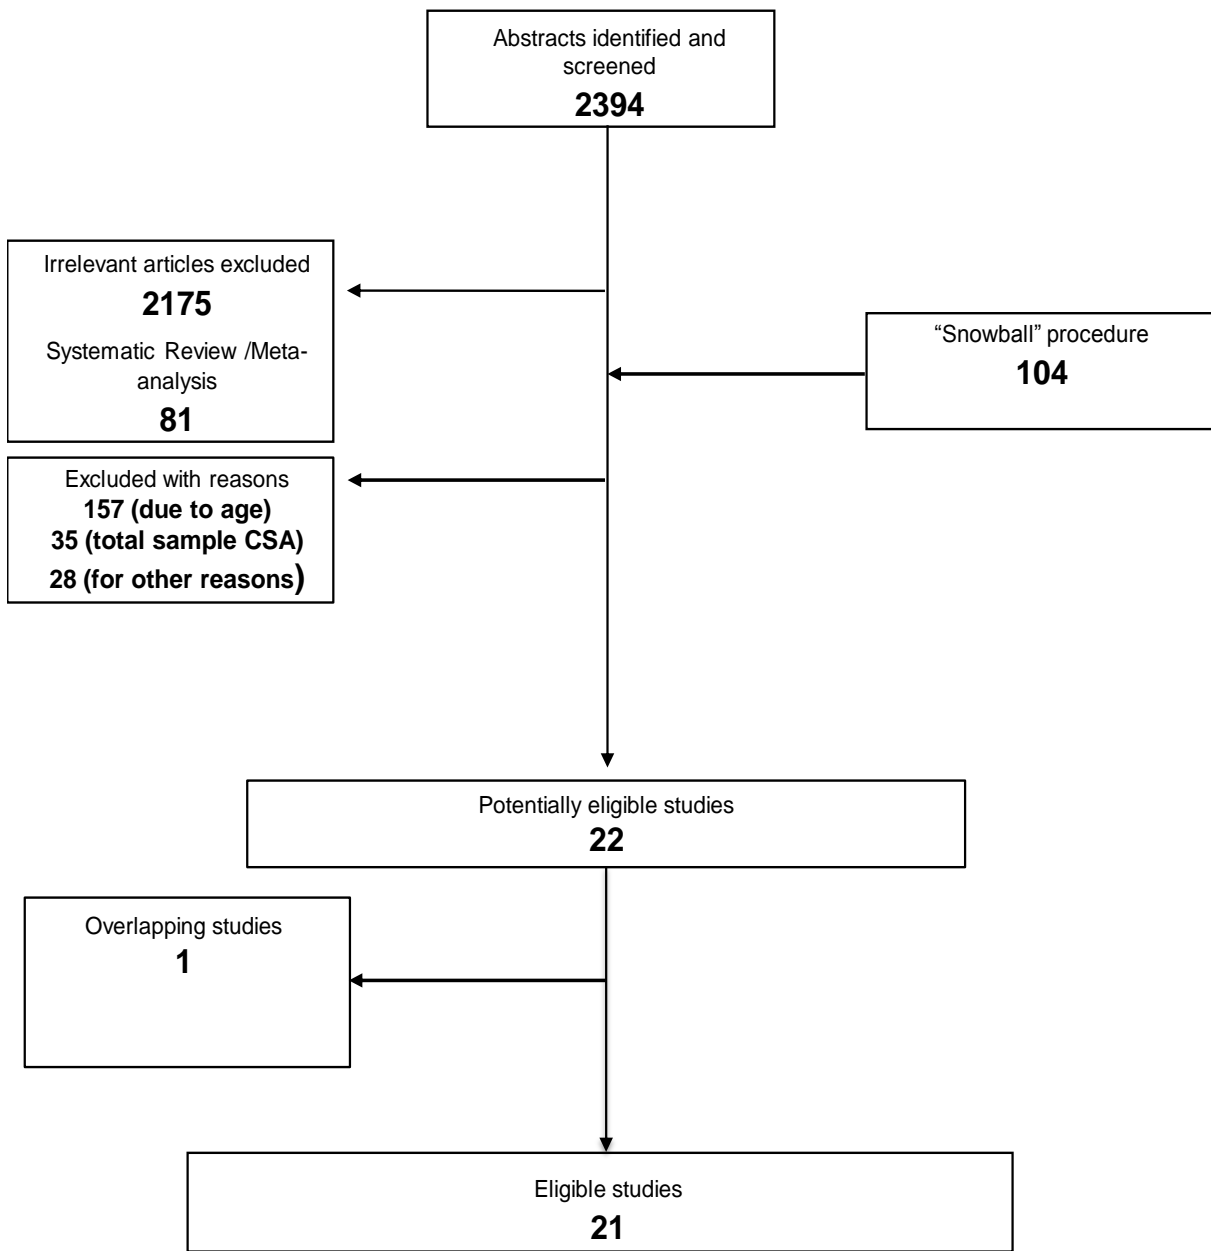 Abstracts identified and
screened
2394
Irrelevant articles excluded
2175
Systematic Review /Meta-
analysis
81
“Snowball” procedure
104
Excluded with reasons
157 (due to age)
35 (total sample CSA)
28 (for other reasons)
Potentially eligible studies
22
Overlapping studies
1
Eligible studies
21